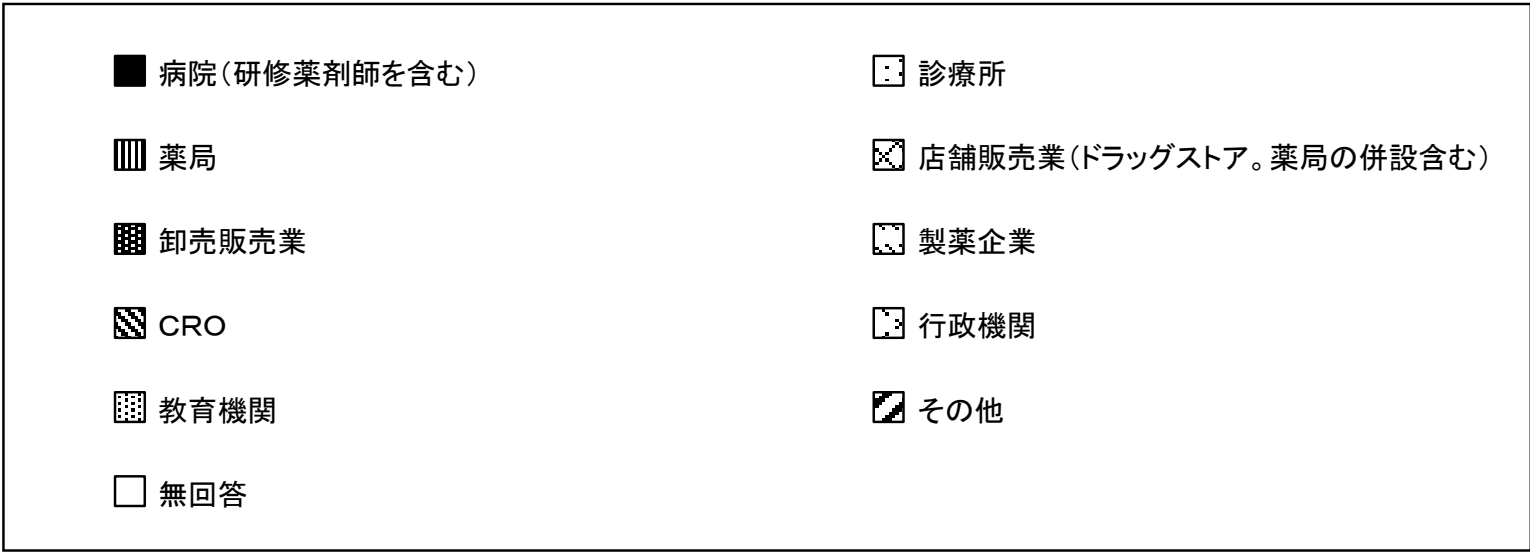 病院（研修薬剤師を含む）
診療所
薬局
店舗販売業（ドラッグストア。薬局の併設含む）
卸売販売業
製薬企業
CRO
行政機関
教育機関
その他
無回答